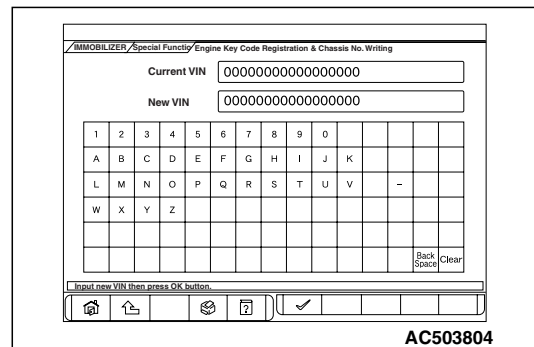 IMMOBILIZER Special Functio Engine Key Code Registration & Chassis No. Writing
Current VIN 00000000000000000
New VIN 00000000000000000
1 2 3 4 5 6 7 8 9 0
A B C D E F G H I J K
L M N O P Q R S T U V –
W X Y Z
Back Space Clear
Input new VIN then press OK button.
?
AC503804